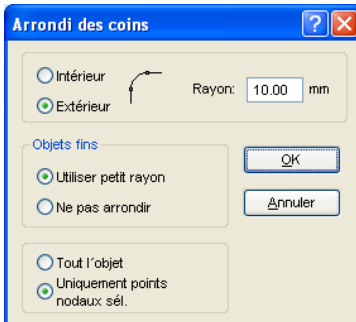 Arrondi des coins
Intérieur
Extérieur
Rayon: 10.00 mm
Objets fins
Utiliser petit rayon
Ne pas arrondir
OK
Annuler
Tout l´objet
Uniquement points
nodaux sél.